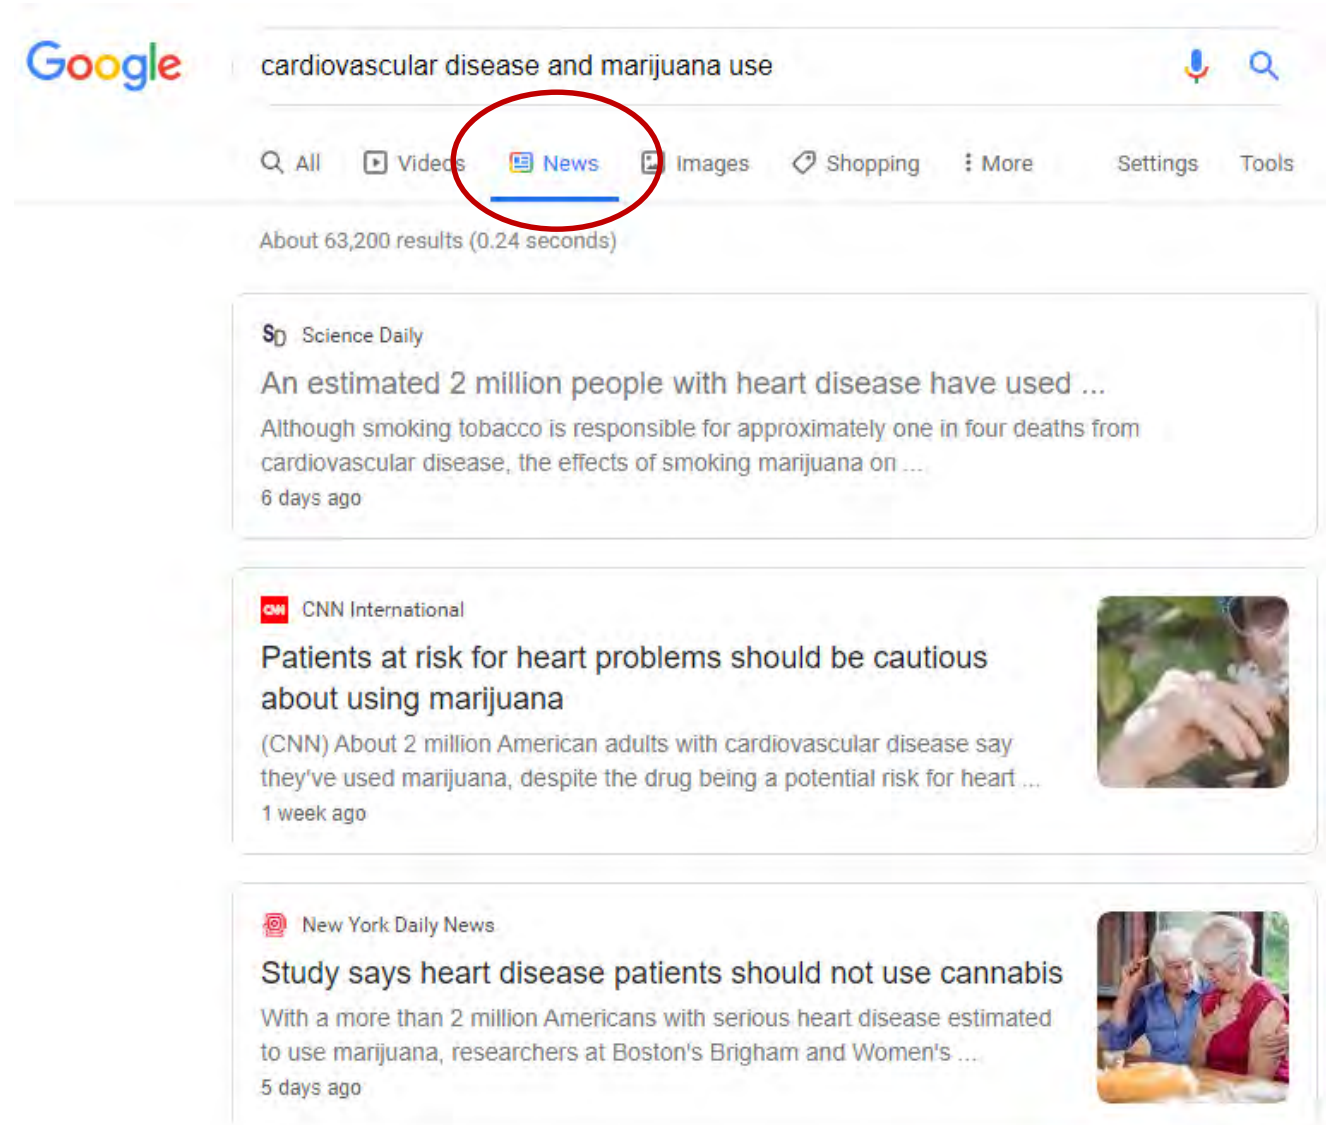 Google
cardiovascular disease and marijuana use
All Videos News Images Shopping More Settings Tools
About 63,200 results (0.24 seconds)
SD Science Daily
An estimated 2 million people with heart disease have used ...
Although smoking tobacco is responsible for approximately one in four deaths from
cardiovascular disease, the effects of smoking marijuana on ...
6 days ago
CNN CNN International
Patients at risk for heart problems should be cautious
about using marijuana
(CNN) About 2 million American adults with cardiovascular disease say
they've used marijuana, despite the drug being a potential risk for heart ...
1 week ago
New York Daily News
Study says heart disease patients should not use cannabis
With a more than 2 million Americans with serious heart disease estimated
to use marijuana, researchers at Boston's Brigham and Women's ...
5 days ago